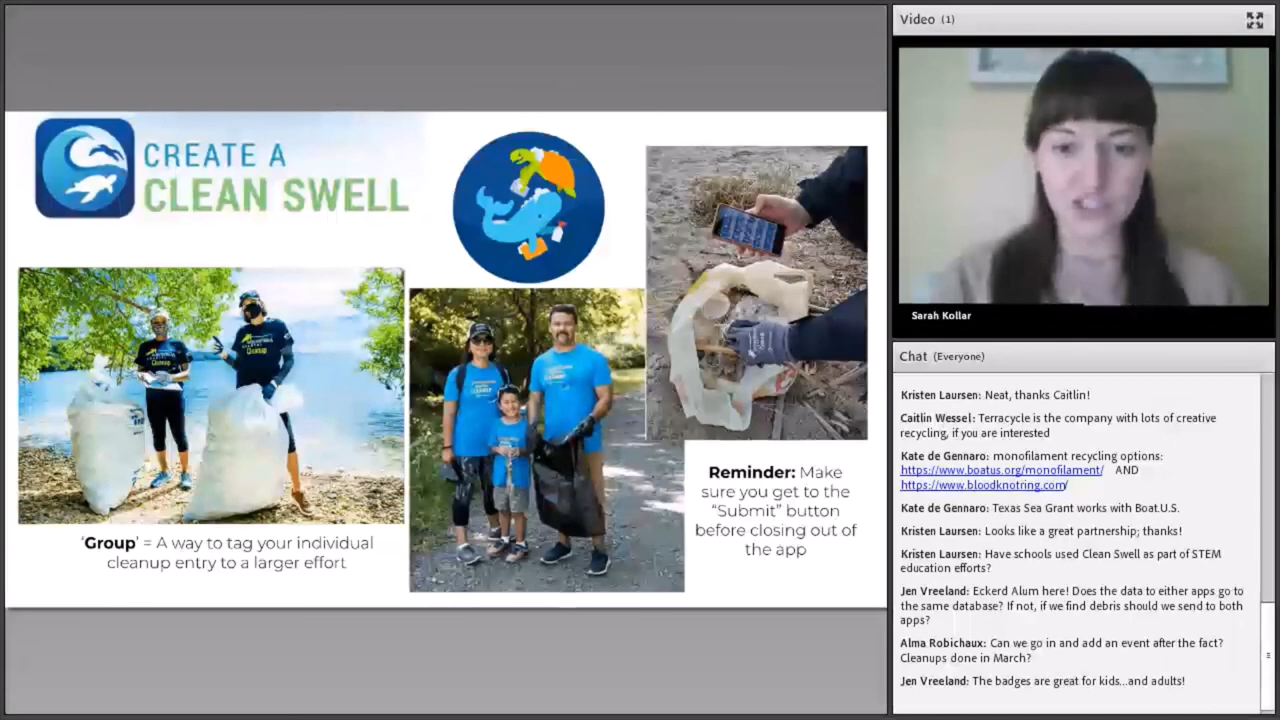 CREATE A
CLEAN SWELL
'Group' = A way to tag your individual
cleanup entry to a larger effort
Reminder: Make
sure you get to the
"Submit" button
before closing out of
the app
Video (1)
Sarah Kollar
Chat (Everyone)
Kristen Laursen: Neat, thanks Caitlin!
Caitlin Wessel: Terracycle is the company with lots of creative
recycling, if you are interested
Kate de Gennaro: monofilament recycling options:
https://www.boatus.org/monofilament/ AND
https://www.bloodknotring.com/
Kate de Gennaro: Texas Sea Grant works with Boat.U.S.
Kristen Laursen: Looks like a great partnership; thanks!
Kristen Laursen: Have schools used Clean Swell as part of STEM
education efforts?
Jen Vreeland: Eckerd Alum here! Does the data to either apps go to
the same database? If not, if we find debris should we send to both
apps?
Alma Robichaux: Can we go in and add an event after the fact?
Cleanups done in March?
Jen Vreeland: The badges are great for kids...and adults!